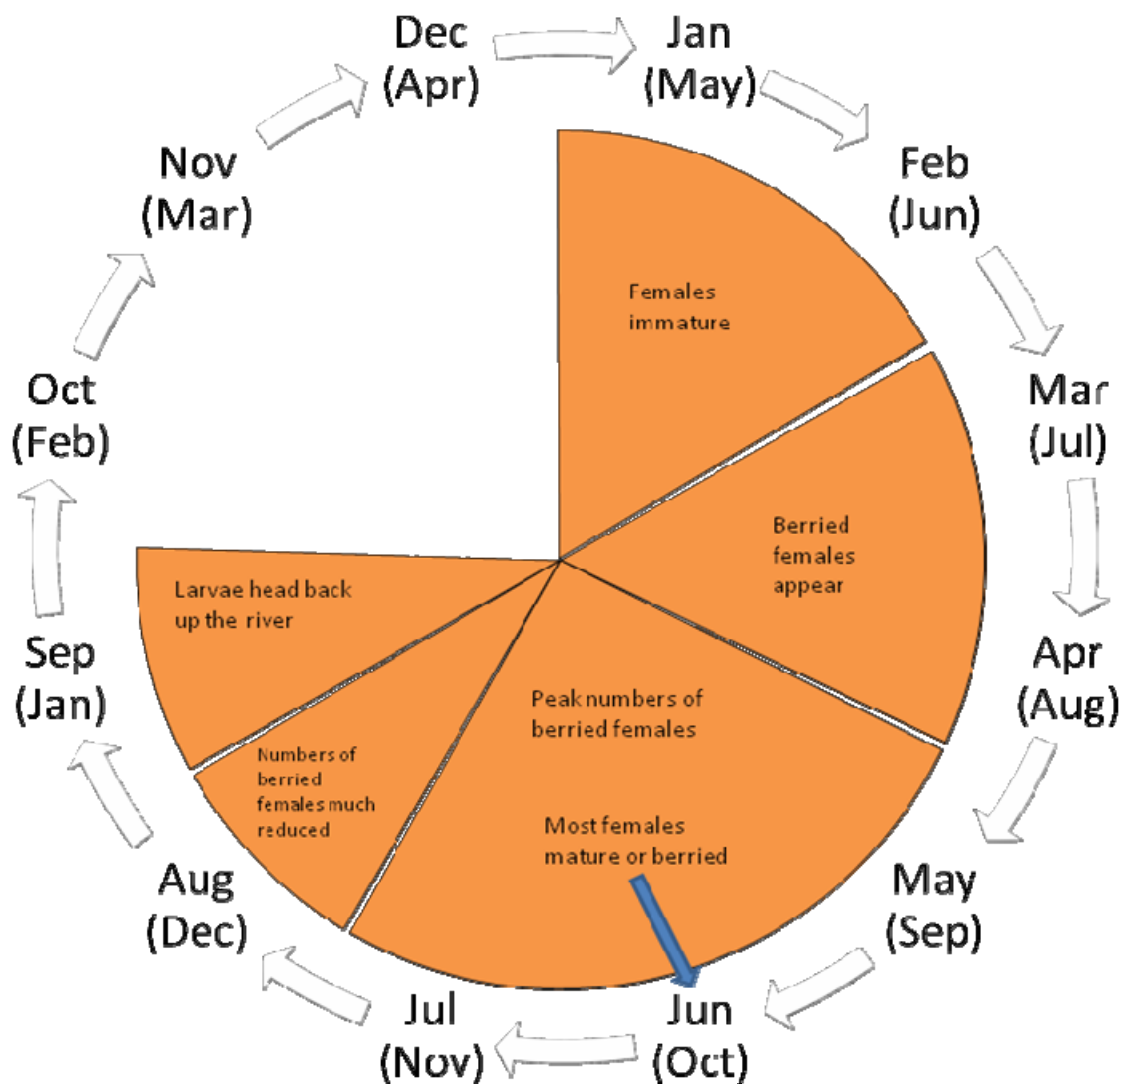 Dec
(Apr)
Jan
(May)
Feb
(Jun)
Mar
(Jul)
Apr
(Aug)
May
(Sep)
Jun
(Oct)
Jul
(Nov)
Aug
(Dec)
Sep
(Jan)
Oct
(Feb)
Nov
(Mar)
Females
immature
Berried
females
appear
Peak numbers of
berried females
Most females
mature or berried
Numbers of
berried
females much
reduced
Larvae head back
up the river